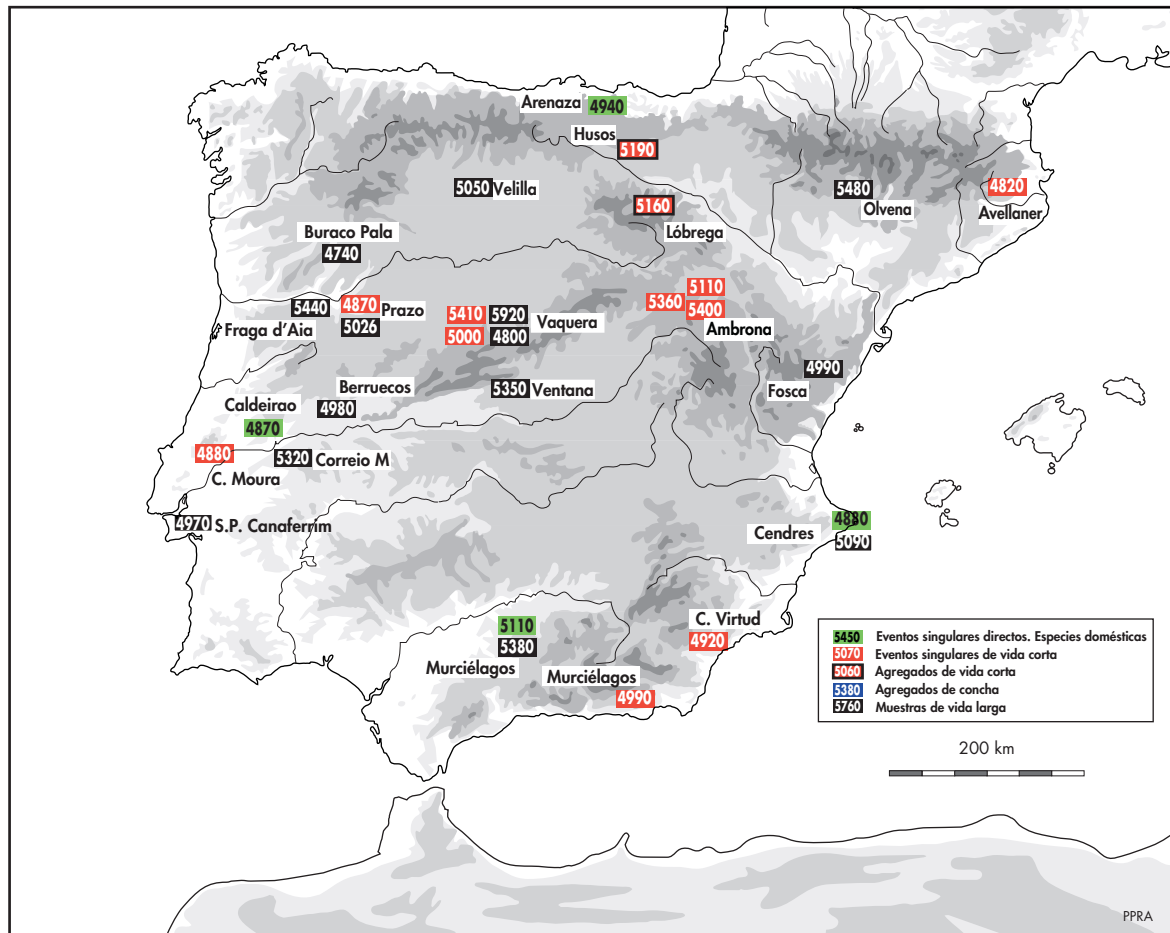 Arenaza 4940
Husos
5190
5050 Velilla
5160
Lóbrega
5480
Olvena
4820
Avellaner
Buraco Pala
4740
5440
Fraga d'Aia
4870 Prazo
5026
5410 5920 Vaquera
5000 4800
5110
5360 5400
Ambrona
4990
Fosca
5350 Ventana
Berruecos
4980
Caldeirao
4870
4880
C. Moura
5320 Correio M
4970 S.P. Canaferrim
4880
Cendres
5090
5110
5380
Murciélagos
Murciélagos
4990
C. Virtud
4920
5450 Eventos singulares directos. Especies domésticas
5070 Eventos singulares de vida corta
5060 Agregados de vida corta
5380 Agregados de concha
5760 Muestras de vida larga
200 km
PPRA